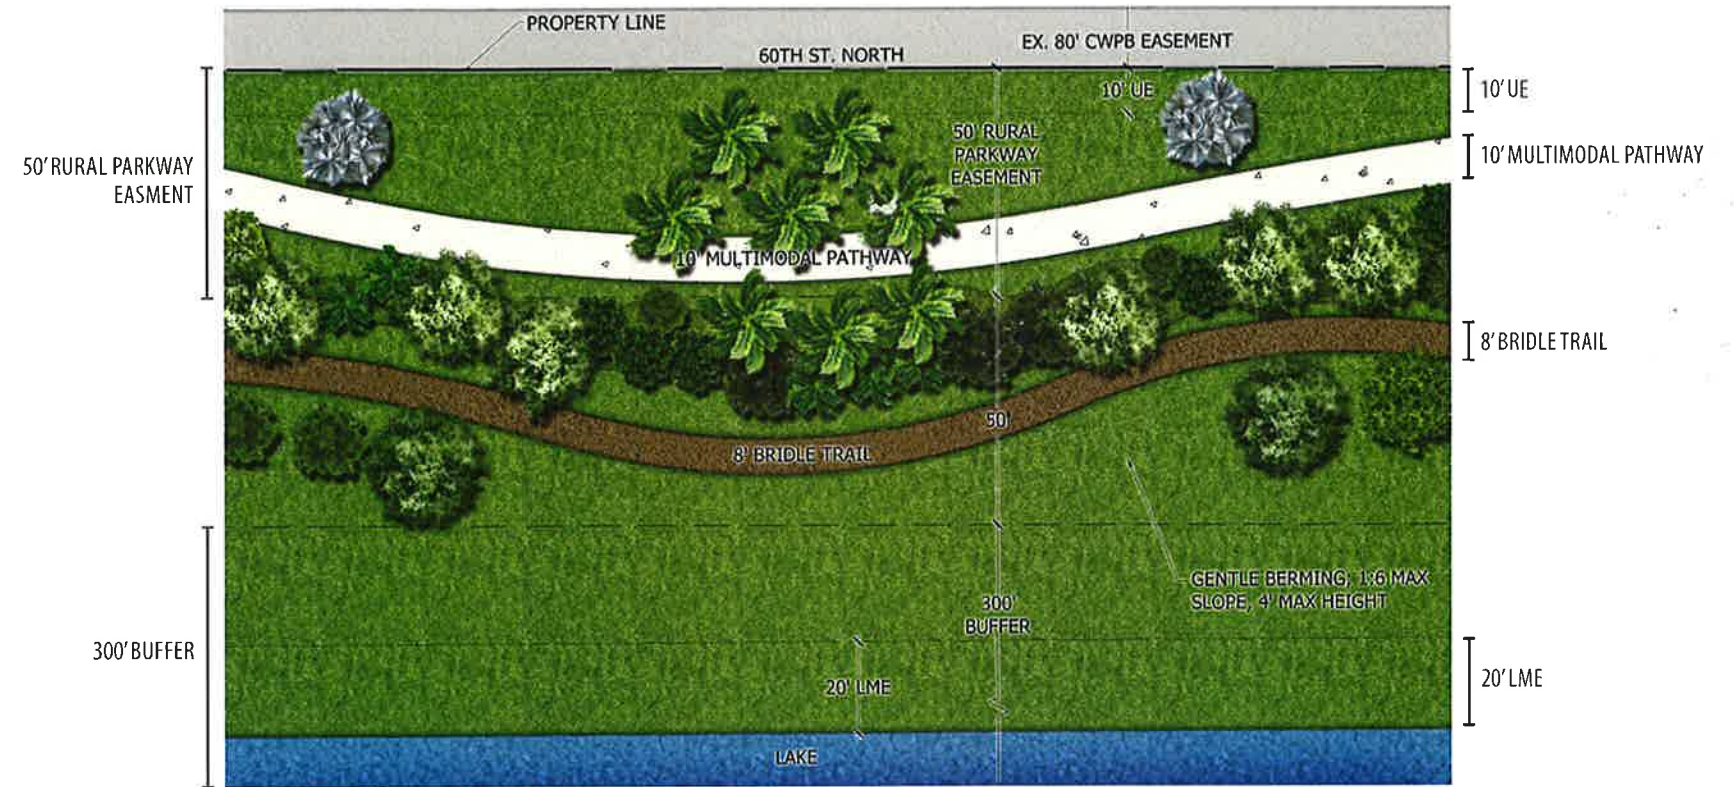 PROPERTY LINE
60TH ST. NORTH
EX. 80' CWPB EASEMENT
10' UE
10' UE
50' RURAL
PARKWAY
EASEMENT
50' RURAL PARKWAY
EASMENT
10' MULTIMODAL PATHWAY
10' MULTIMODAL PATHWAY
8' BRIDLE TRAIL
50'
8' BRIDLE TRAIL
GENTLE BERMING; 1:6 MAX
SLOPE, 4' MAX HEIGHT
300'
BUFFER
300' BUFFER
20' LME
20' LME
LAKE